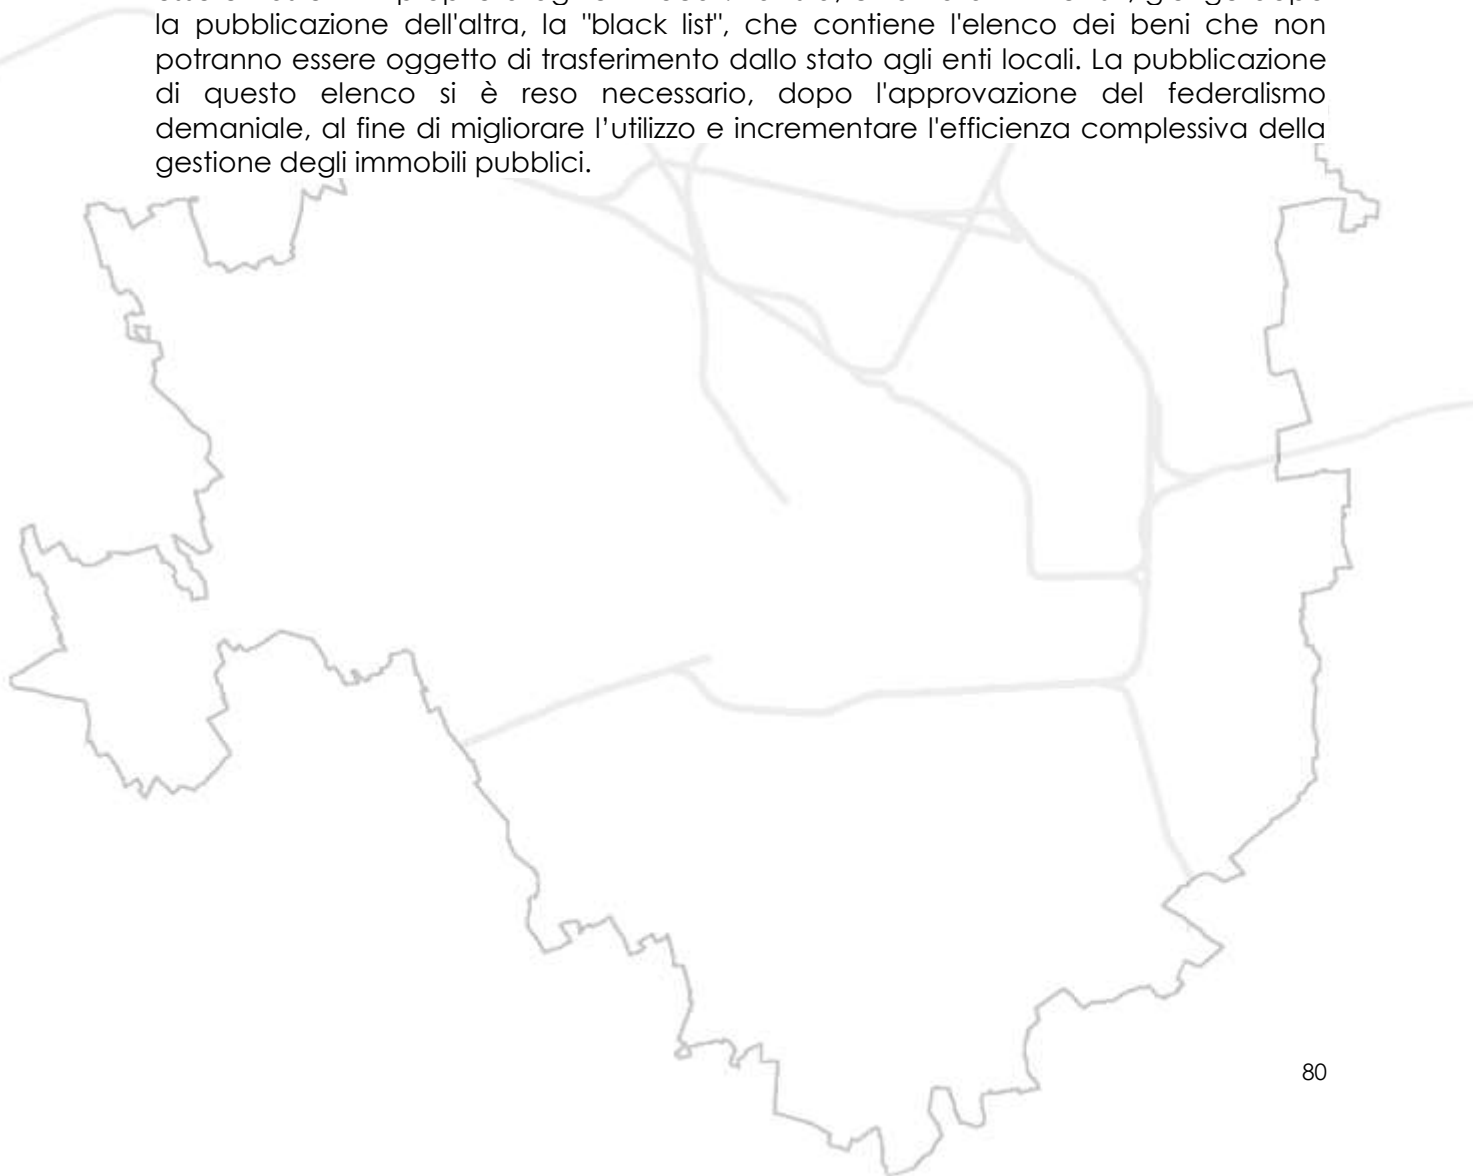 la pubblicazione dell'altra, la "black list", che contiene l'elenco dei beni che non
potranno essere oggetto di trasferimento dallo stato agli enti locali. La pubblicazione
di questo elenco si è reso necessario, dopo l'approvazione del federalismo
demaniale, al fine di migliorare l’utilizzo e incrementare l'efficienza complessiva della
gestione degli immobili pubblici.
80